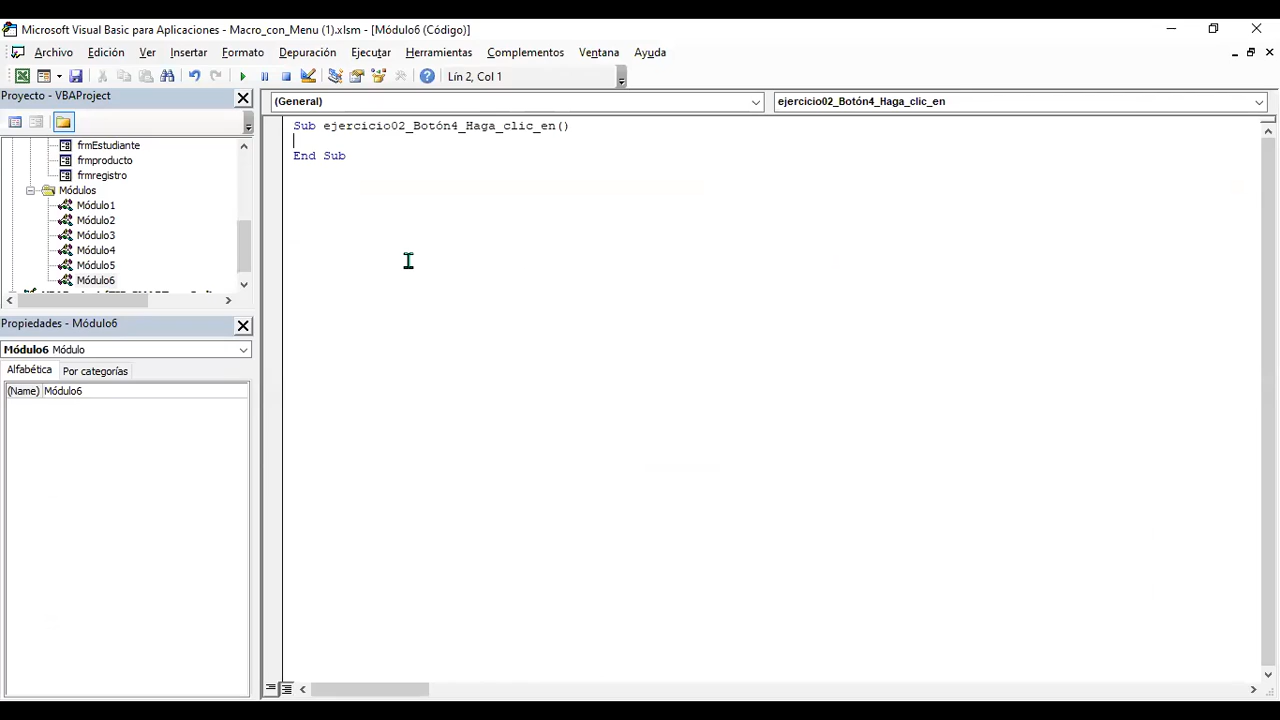 Microsoft Visual Basic para Aplicaciones - Macro_con_Menu (1).xlsm - [Módulo6 (Código)]
Archivo Edición Ver Insertar Formato Depuración Ejecutar Herramientas Complementos Ventana Ayuda
Lín 2, Col 1
Proyecto - VBAProject
frmEstudiante
frmproducto
frmregistro
Módulos
Módulo1
Módulo2
Módulo3
Módulo4
Módulo5
Módulo6
Propiedades - Módulo6
Módulo6 Módulo
Alfabética Por categorías
(Name) Módulo6
(General) ejercicio02_Botón4_Haga_clic_en
Sub ejercicio02_Botón4_Haga_clic_en()
End Sub